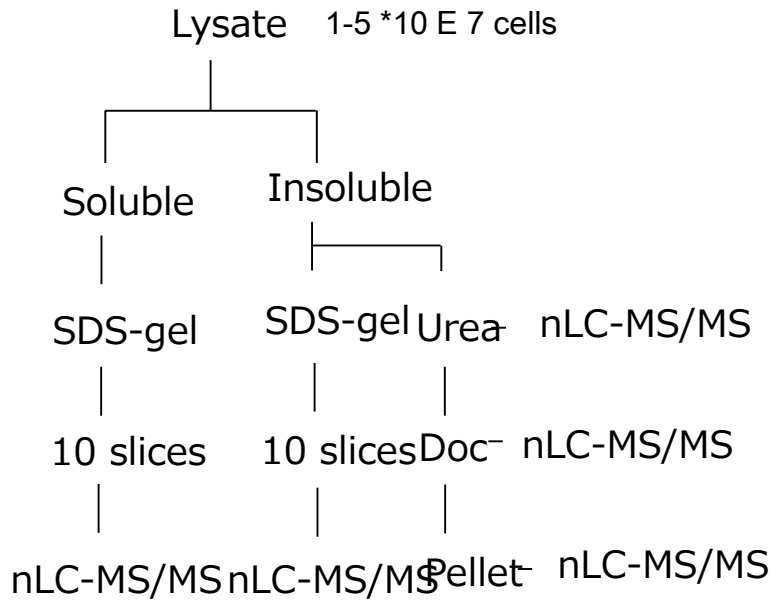 Lysate 1-5 *10 E 7 cells
Soluble Insoluble
SDS-gel SDS-gel Urea nLC-MS/MS
10 slices 10 slices Doc nLC-MS/MS
nLC-MS/MS nLC-MS/MS Pellet nLC-MS/MS